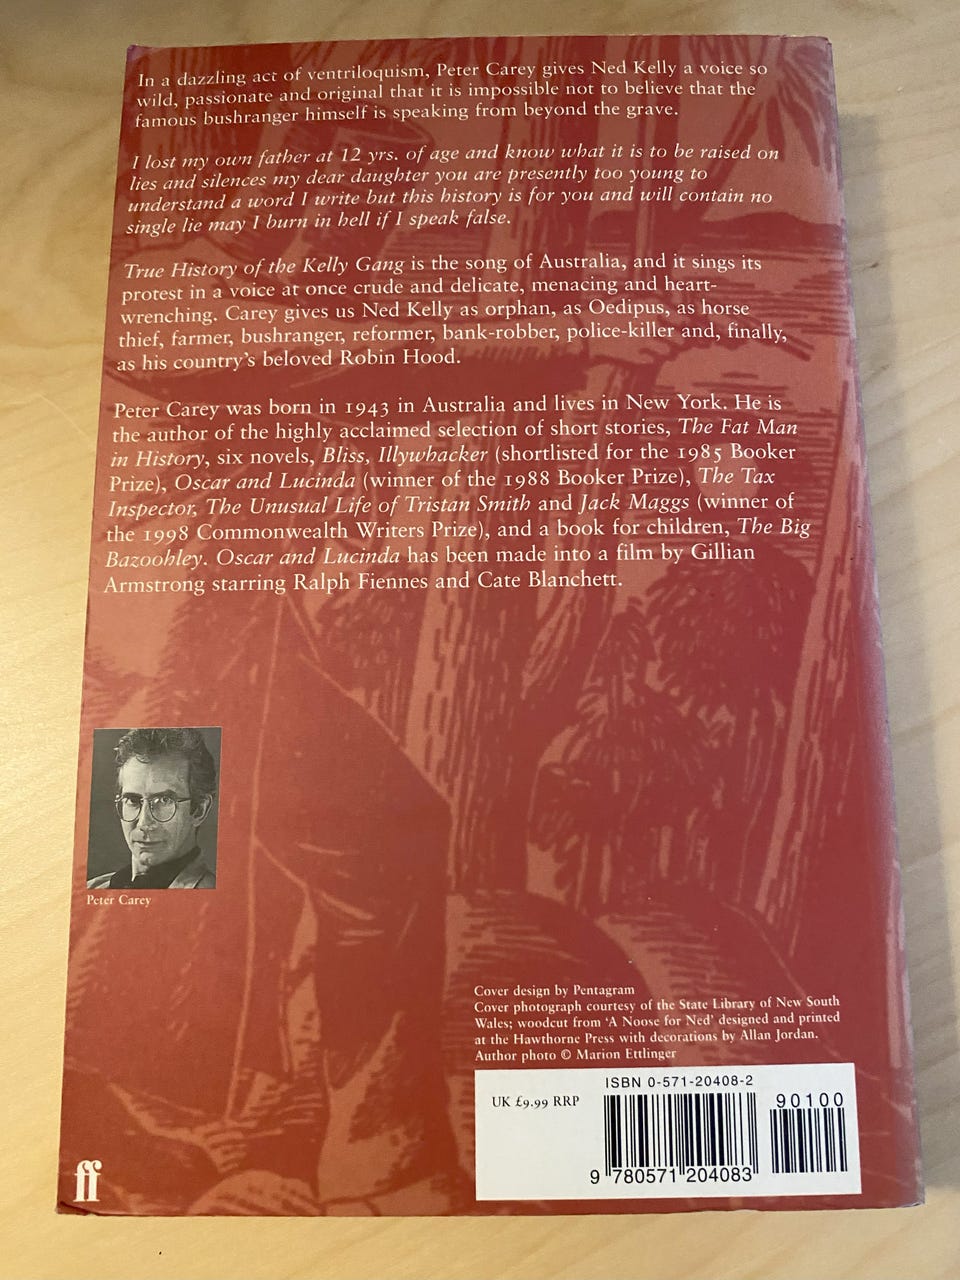 In a dazzling act of ventriloquism, Peter Carey gives Ned Kelly a voice so
wild, passionate and original that it is impossible not to believe that the
famous bushranger himself is speaking from beyond the grave.
I lost my own father at 12 yrs. of age and know what it is to be raised on
lies and silences my dear daughter you are presently too young to
understand a word I write but this history is for you and will contain no
single lie may I burn in hell if I speak false.
True History of the Kelly Gang is the song of Australia, and it sings its
protest in a voice at once crude and delicate, menacing and heart-
wrenching. Carey gives us Ned Kelly as orphan, as Oedipus, as horse
thief, farmer, bushranger, reformer, bank-robber, police-killer and, finally,
as his country's beloved Robin Hood.
Peter Carey was born in 1943 in Australia and lives in New York. He is
the author of the highly acclaimed selection of short stories, The Fat Man
in History, six novels, Bliss, Illywhacker (shortlisted for the 1985 Booker
Prize), Oscar and Lucinda (winner of the 1988 Booker Prize), The Tax
Inspector, The Unusual Life of Tristan Smith and Jack Maggs (winner of
the 1998 Commonwealth Writers Prize), and a book for children, The Big
Bazoohley. Oscar and Lucinda has been made into a film by Gillian
Armstrong starring Ralph Fiennes and Cate Blanchett.
Peter Carey
Cover design by Pentagram
Cover photograph courtesy of the State Library of New South
Wales; woodcut from 'A Noose for Ned' designed and printed
at the Hawthorne Press with decorations by Allan Jordan.
Author photo © Marion Ettlinger
ISBN 0-571-20408-2
UK £9.99 RRP
90100
9 780571 204083
ff